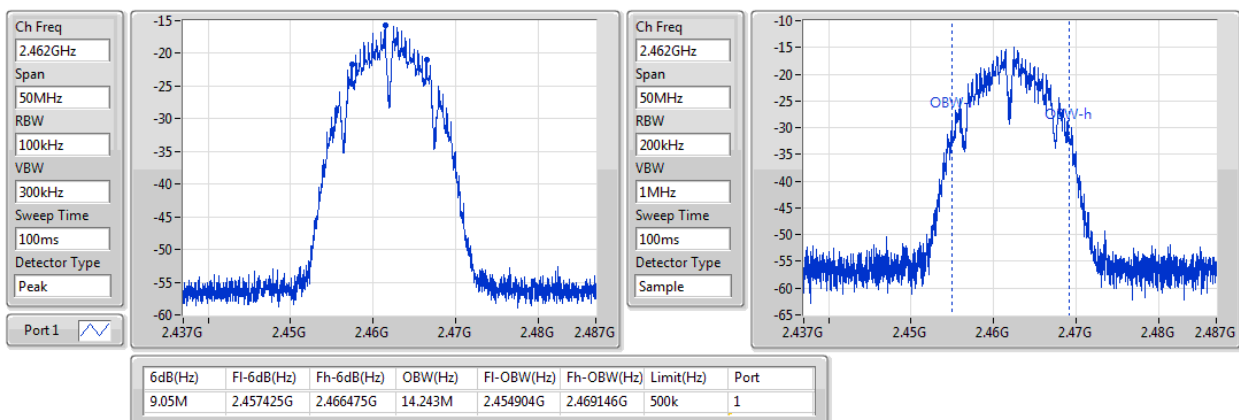 Ch Freq
2.462GHz
Span
50MHz
RBW
100kHz
VBW
300kHz
Sweep Time
100ms
Detector Type
Peak
Port 1
-15
-20
-25
-30
-35
-40
-45
-50
-55
-60
2.437G 2.45G 2.46G 2.47G 2.48G 2.487G
Ch Freq
2.462GHz
Span
50MHz
RBW
200kHz
VBW
1MHz
Sweep Time
100ms
Detector Type
Sample
-10
-15
-20
-25
-30
-35
-40
-45
-50
-55
-60
-65
OBW-h
2.437G 2.45G 2.46G 2.47G 2.48G 2.487G
6dB(Hz) Fl-6dB(Hz) Fh-6dB(Hz) OBW(Hz) Fl-OBW(Hz) Fh-OBW(Hz) Limit(Hz) Port
9.05M 2.457425G 2.466475G 14.243M 2.454904G 2.469146G 500k 1